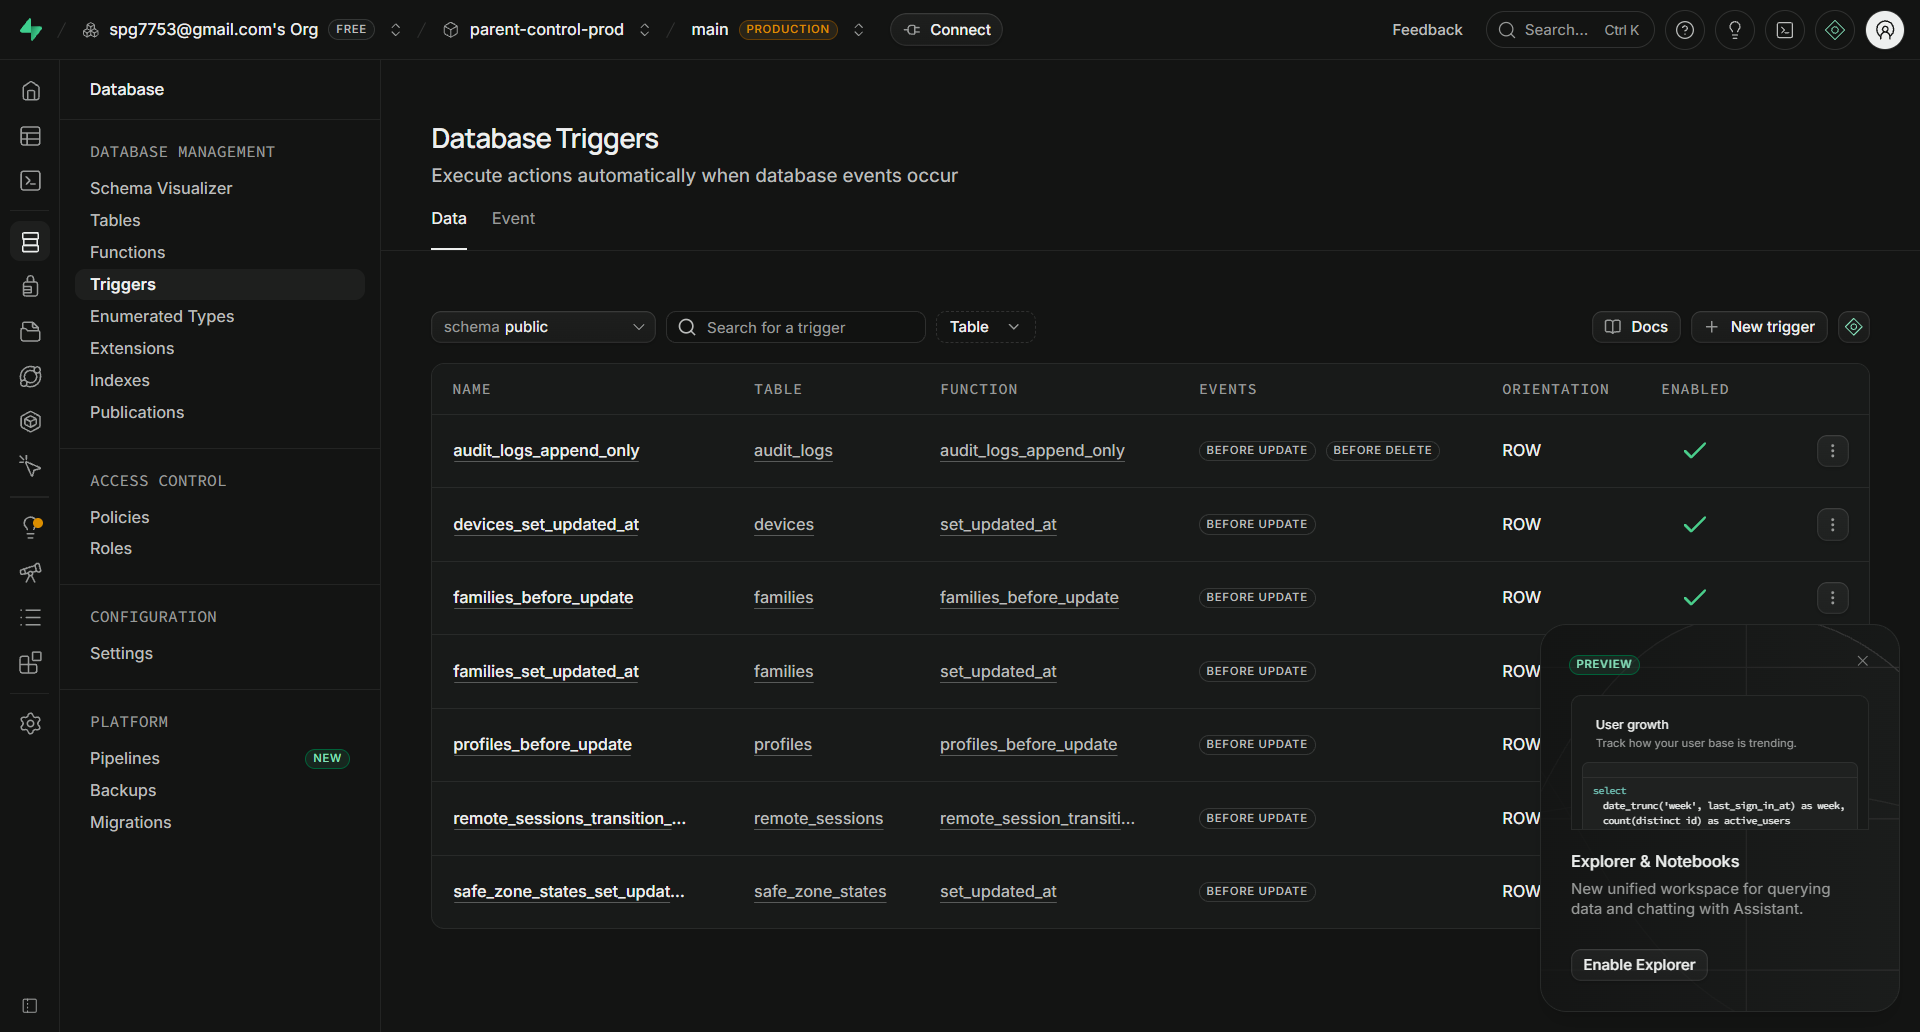 spg7753@gmail.com's Org FREE parent-control-prod main PRODUCTION Connect Feedback Search... Ctrl K
Database
DATABASE MANAGEMENT
Schema Visualizer
Tables
Functions
Triggers
Enumerated Types
Extensions
Indexes
Publications
ACCESS CONTROL
Policies
Roles
CONFIGURATION
Settings
PLATFORM
Pipelines NEW
Backups
Migrations
Database Triggers
Execute actions automatically when database events occur
Data Event
schema public Search for a trigger Table Docs New trigger
NAME TABLE FUNCTION EVENTS ORIENTATION ENABLED
audit_logs_append_only audit_logs audit_logs_append_only BEFORE UPDATE BEFORE DELETE ROW
devices_set_updated_at devices set_updated_at BEFORE UPDATE ROW
families_before_update families families_before_update BEFORE UPDATE ROW
families_set_updated_at families set_updated_at BEFORE UPDATE ROW
profiles_before_update profiles profiles_before_update BEFORE UPDATE ROW
remote_sessions_transition_... remote_sessions remote_session_transiti... BEFORE UPDATE ROW
safe_zone_states_set_updat... safe_zone_states set_updated_at BEFORE UPDATE ROW
PREVIEW
User growth
Track how your user base is trending.
select
date_trunc('week', last_sign_in_at) as week,
count(distinct id) as active_users
Explorer & Notebooks
New unified workspace for querying
data and chatting with Assistant.
Enable Explorer